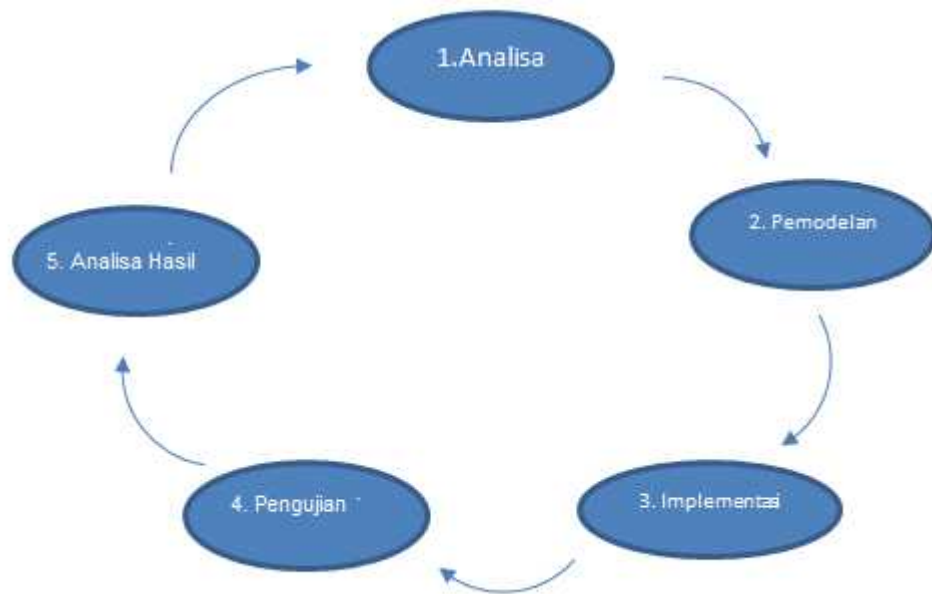 1.Analisa
2. Pemodelan
3. Implementasi
4. Pengujian
5. Analisa Hasil